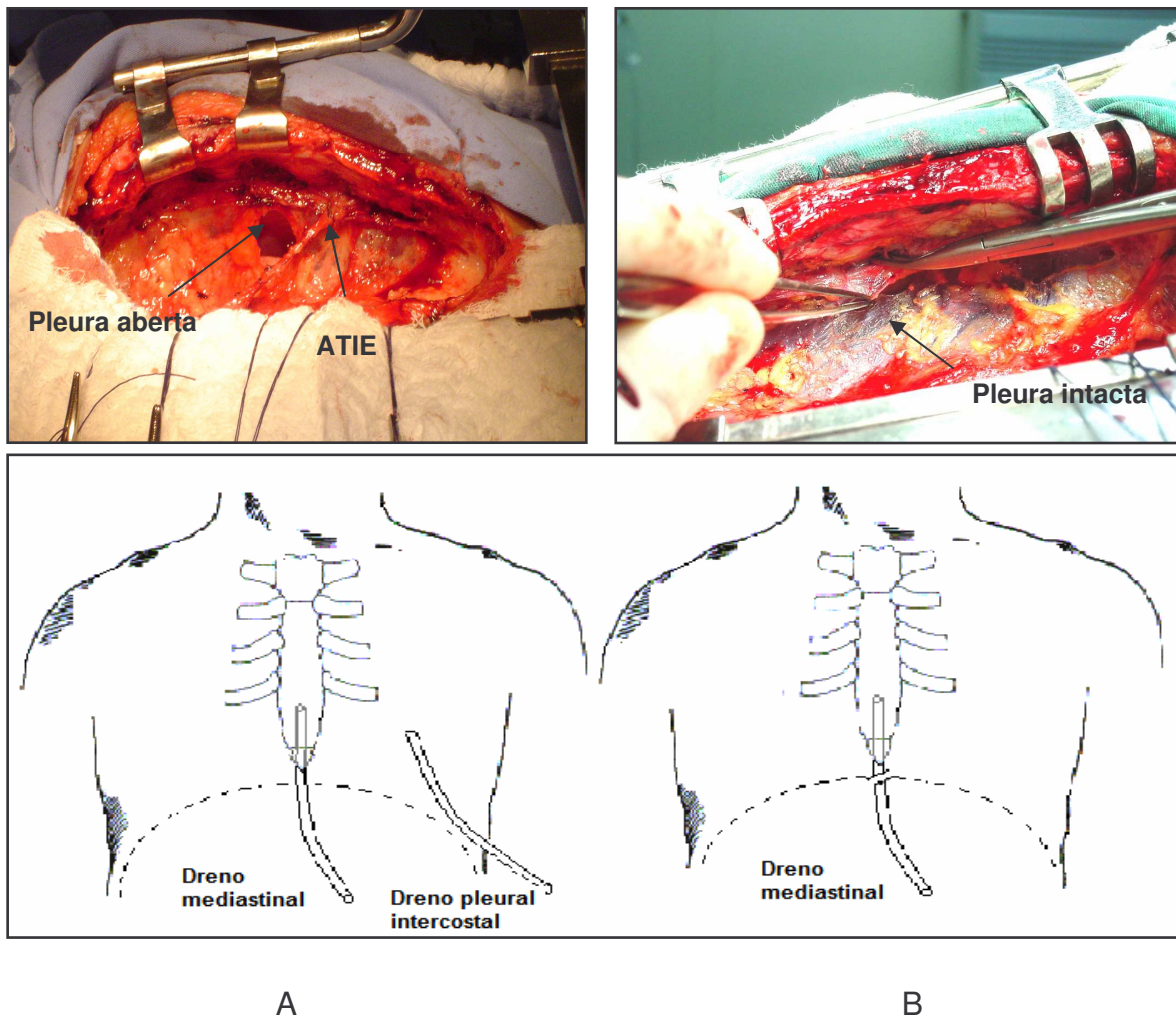 Pleura aberta
ATIE
Pleura intacta
Dreno
mediastinal
Dreno pleural
intercostal
Dreno
mediastinal
A
B